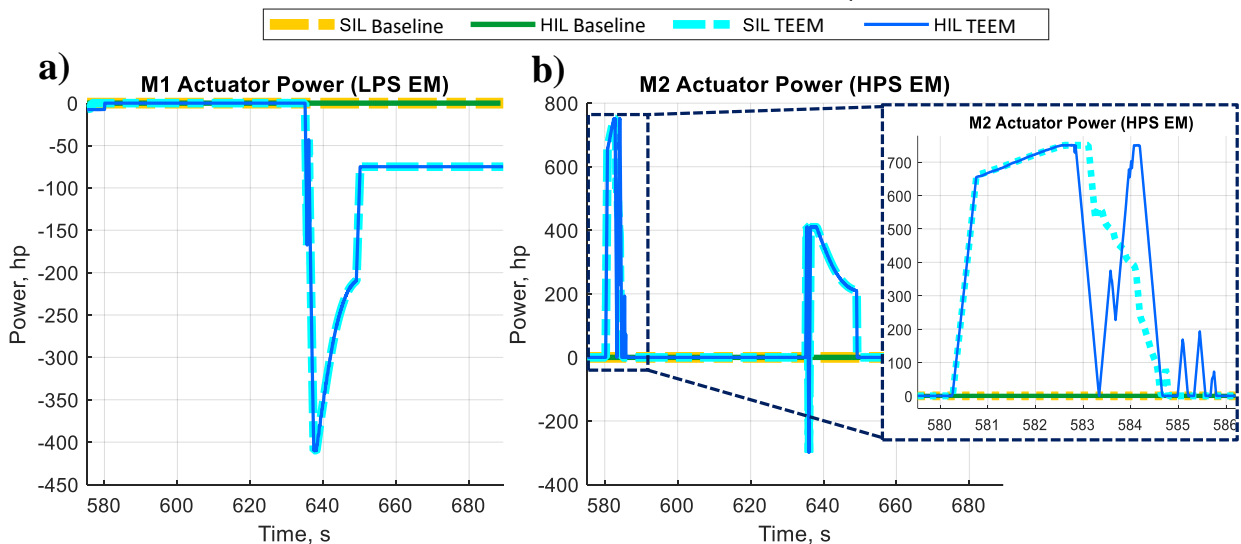 SIL Baseline HIL Baseline SIL TEEM HIL TEEM
a)
M1 Actuator Power (LPS EM)
0
-50
-100
-150
-200
-250
-300
-350
-400
-450
Power, hp
580 600 620 640 660 680
Time, s
b)
M2 Actuator Power (HPS EM)
800
600
400
200
0
-200
-400
Power, hp
580 600 620 640 660 680
Time, s
M2 Actuator Power (HPS EM)
700
600
500
400
300
200
100
0
580 581 582 583 584 585 586